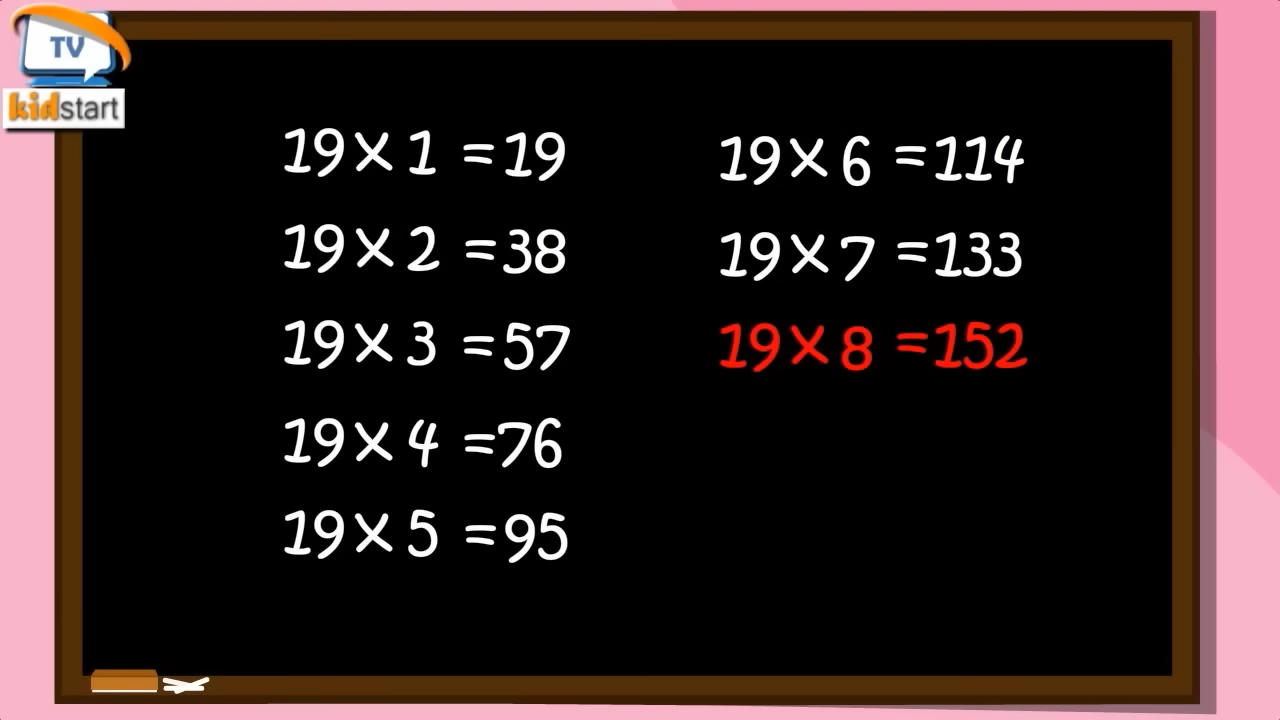 TV
kidstart
19 × 1 = 19
19 × 2 = 38
19 × 3 = 57
19 × 4 = 76
19 × 5 = 95
19 × 6 = 114
19 × 7 = 133
19 × 8 = 152